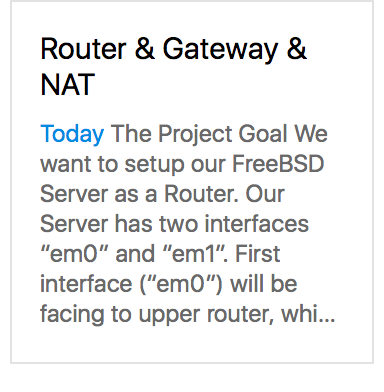 Router & Gateway &
NAT
Today The Project Goal We
want to setup our FreeBSD
Server as a Router. Our
Server has two interfaces
“em0” and “em1”. First
interface (“em0”) will be
facing to upper router, whi...